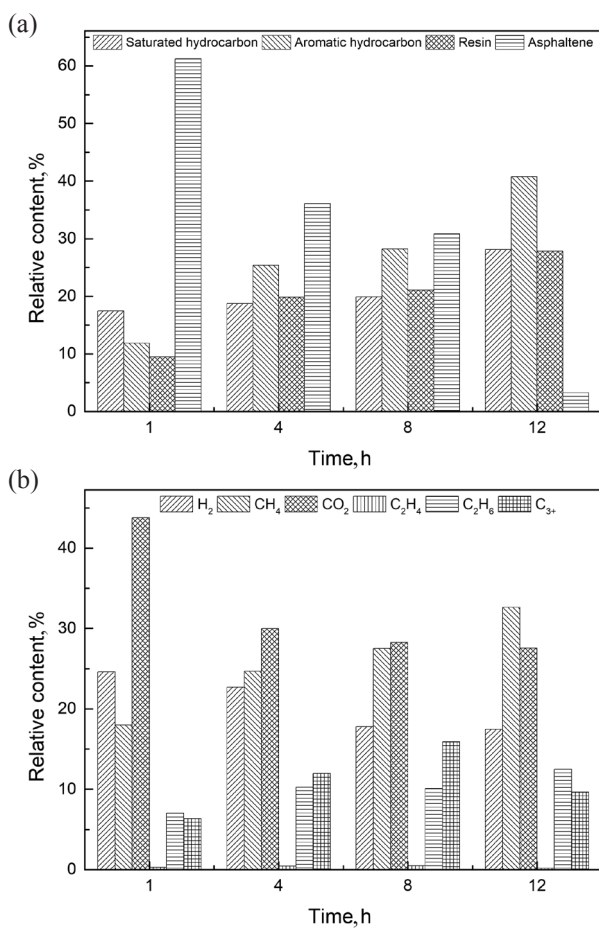 (a)
Saturated hydrocarbon Aromatic hydrocarbon Resin Asphaltene
60
50
40
30
20
10
0
Relative content, %
1 4 8 12
Time, h
(b)
H₂ CH₄ CO₂ C₂H₄ C₂H₆ C₃₊
40
30
20
10
0
Relative content, %
1 4 8 12
Time, h